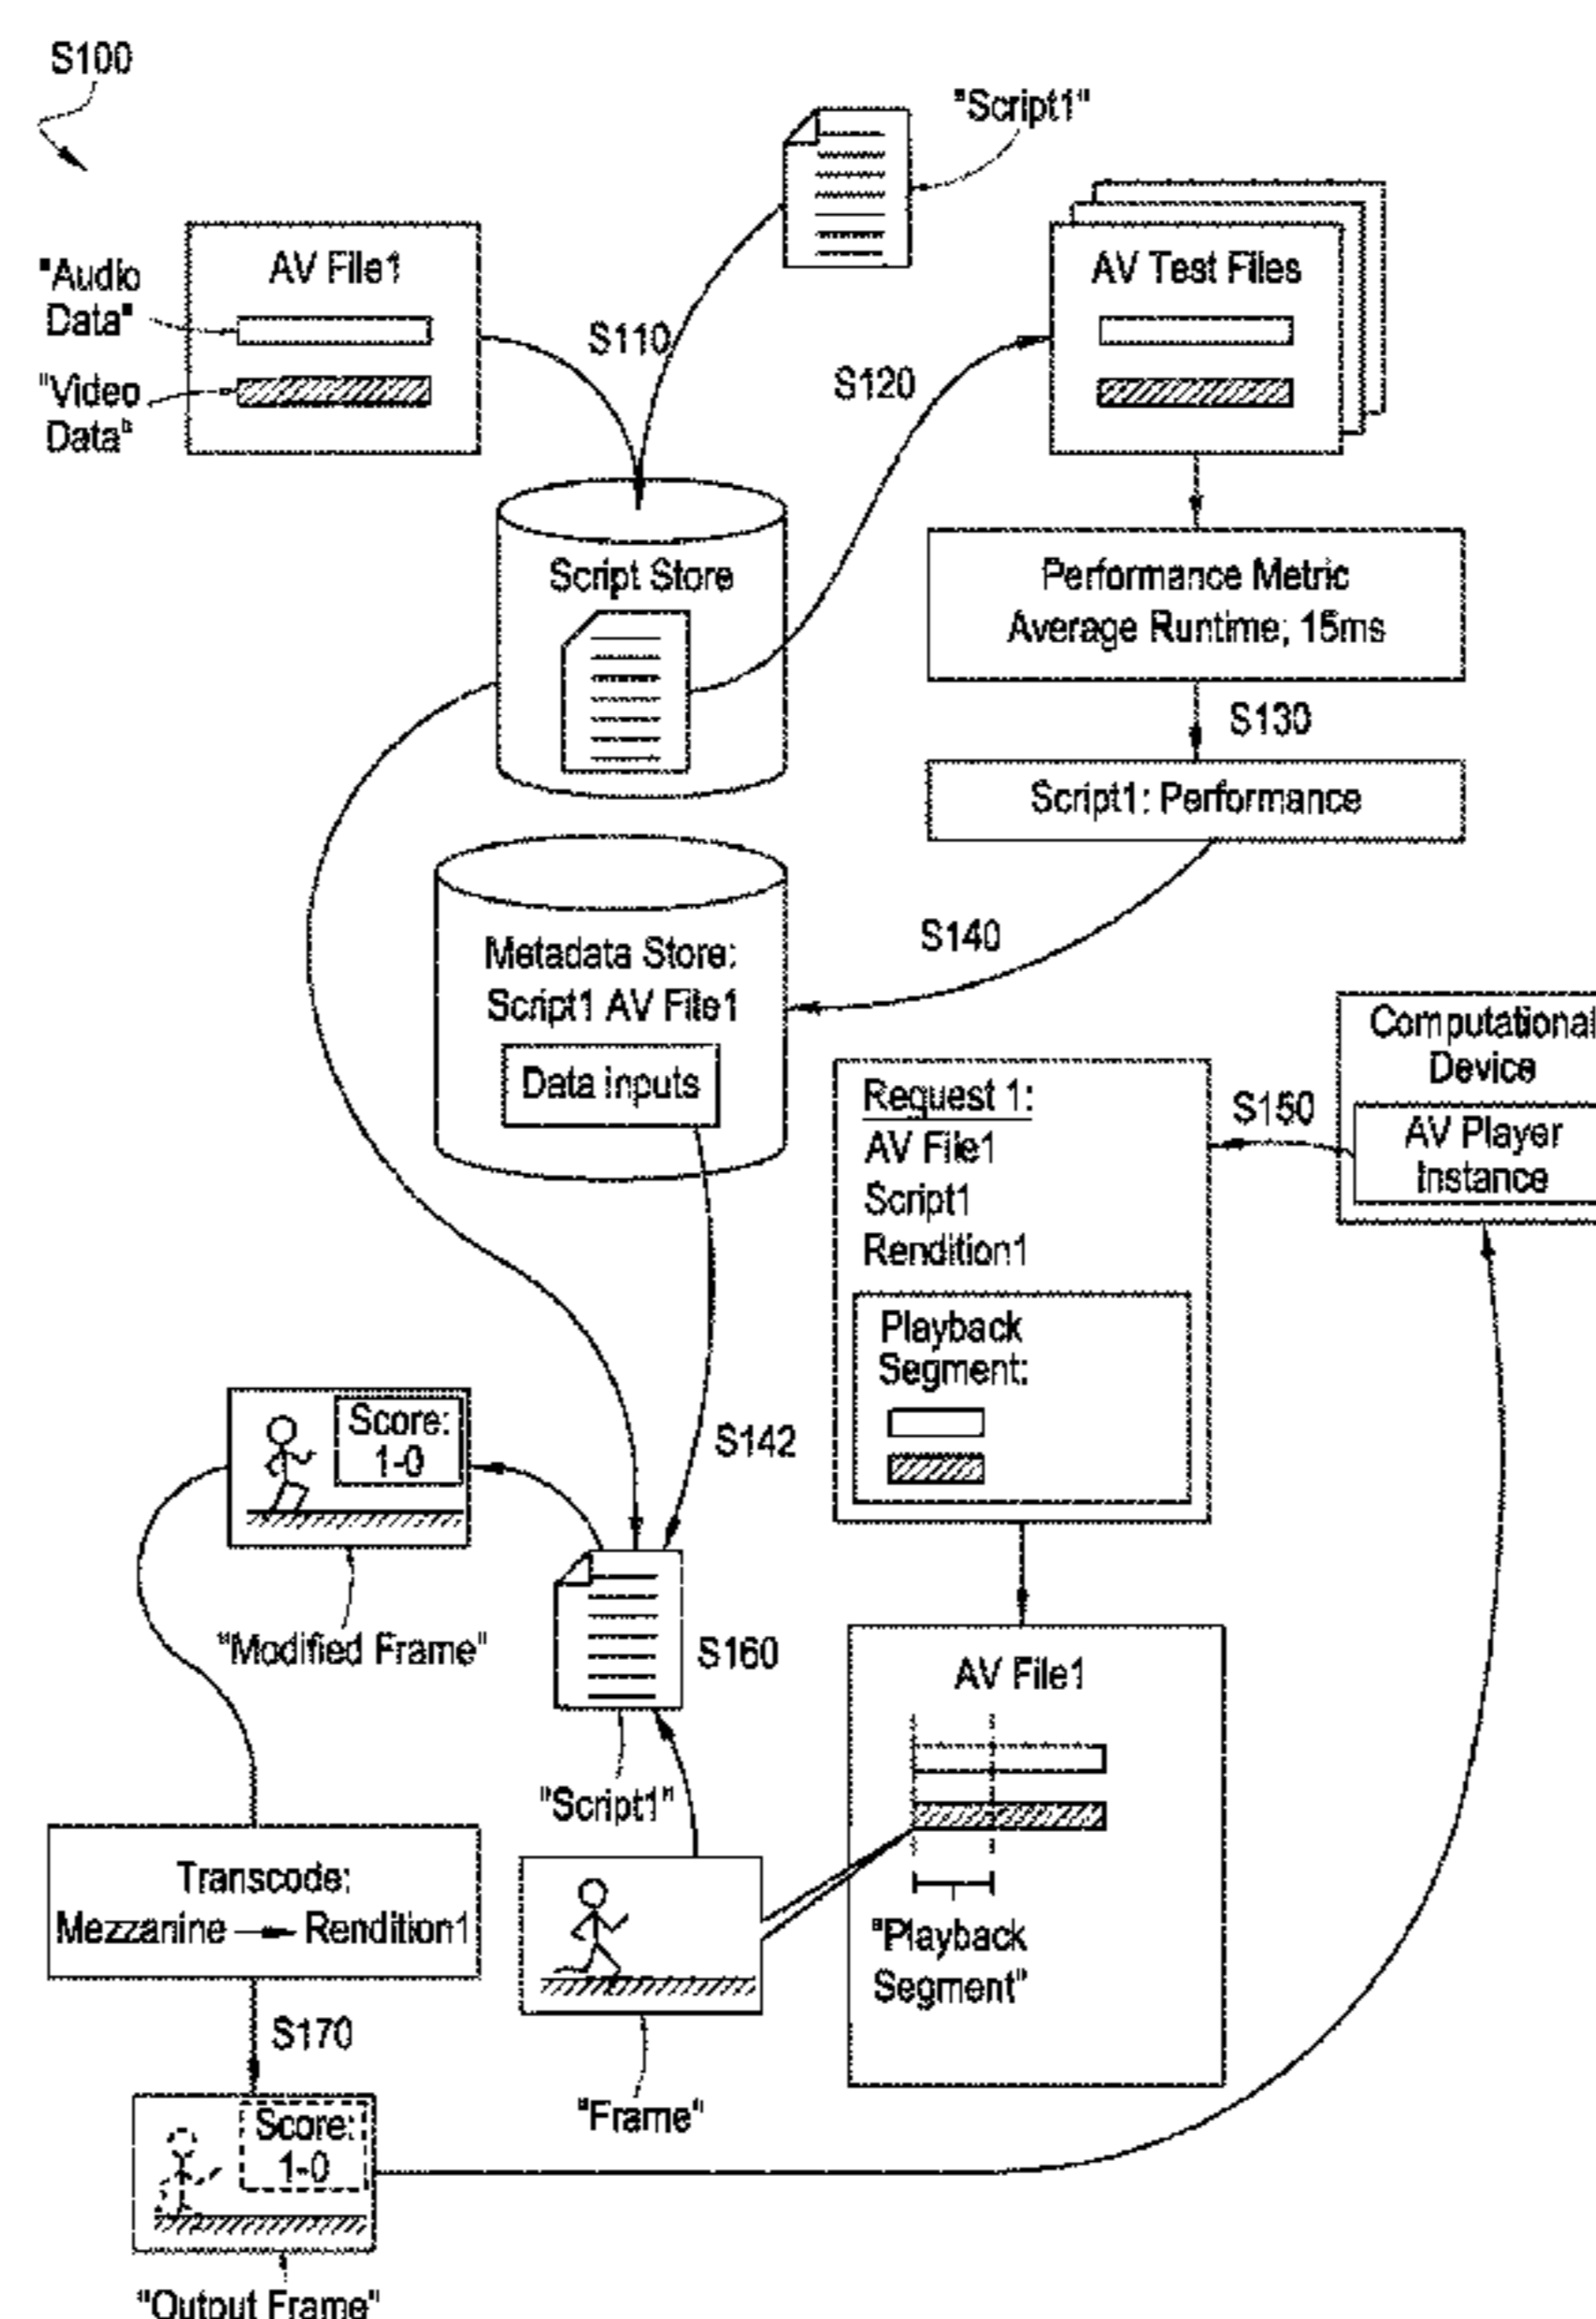 S100
"Script1"
AV File1
"Audio
Data"
"Video
Data"
S110
S120
AV Test Files
Script Store
Performance Metric
Average Runtime; 15ms
S130
Script1: Performance
S140
Metadata Store:
Script1 AV File1
Data inputs
Computational
Device
AV Player
Instance
S150
Request 1:
AV File1
Script1
Rendition1
Playback
Segment:
S142
Score:
1-0
"Modified Frame"
S160
"Script1"
AV File1
"Playback
Segment"
Transcode:
Mezzanine → Rendition1
"Frame"
S170
Score:
1-0
"Output Frame"